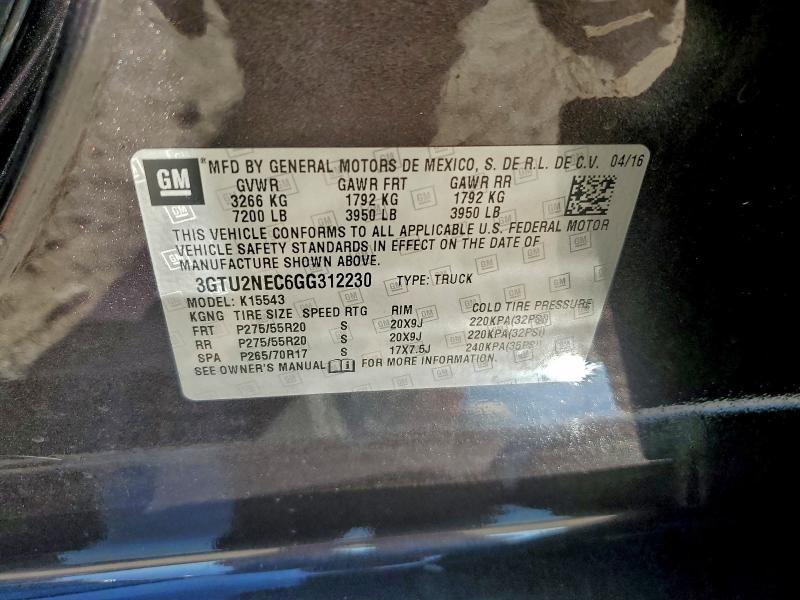 GM
® MFD BY GENERAL MOTORS DE MEXICO, S. DE R.L. DE C.V. 04/16
GVWR GAWR FRT GAWR RR
3266 KG 1792 KG 1792 KG
7200 LB 3950 LB 3950 LB
THIS VEHICLE CONFORMS TO ALL APPLICABLE U.S. FEDERAL MOTOR
VEHICLE SAFETY STANDARDS IN EFFECT ON THE DATE OF
MANUFACTURE SHOWN ABOVE.
3GTU2NEC6GG312230 TYPE: TRUCK
MODEL: K15543
KGNG TIRE SIZE SPEED RTG RIM COLD TIRE PRESSURE
FRT P275/55R20 S 20X9J 220KPA(32PSI)
RR P275/55R20 S 20X9J 220KPA(32PSI)
SPA P265/70R17 S 17X7.5J 240KPA(35PSI)
SEE OWNER'S MANUAL FOR MORE INFORMATION.